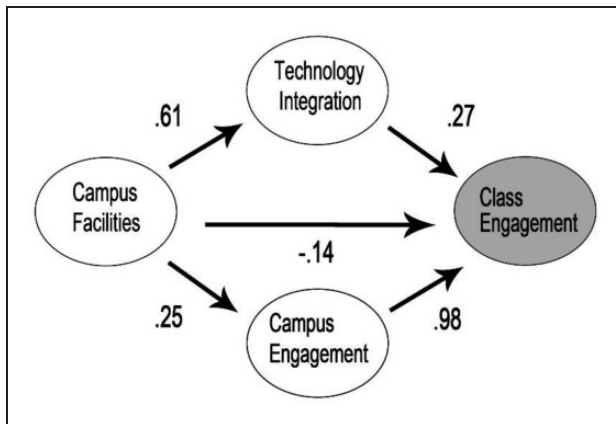 Technology
Integration
.61
.27
Campus
Facilities
Class
Engagement
-.14
.25
Campus
Engagement
.98